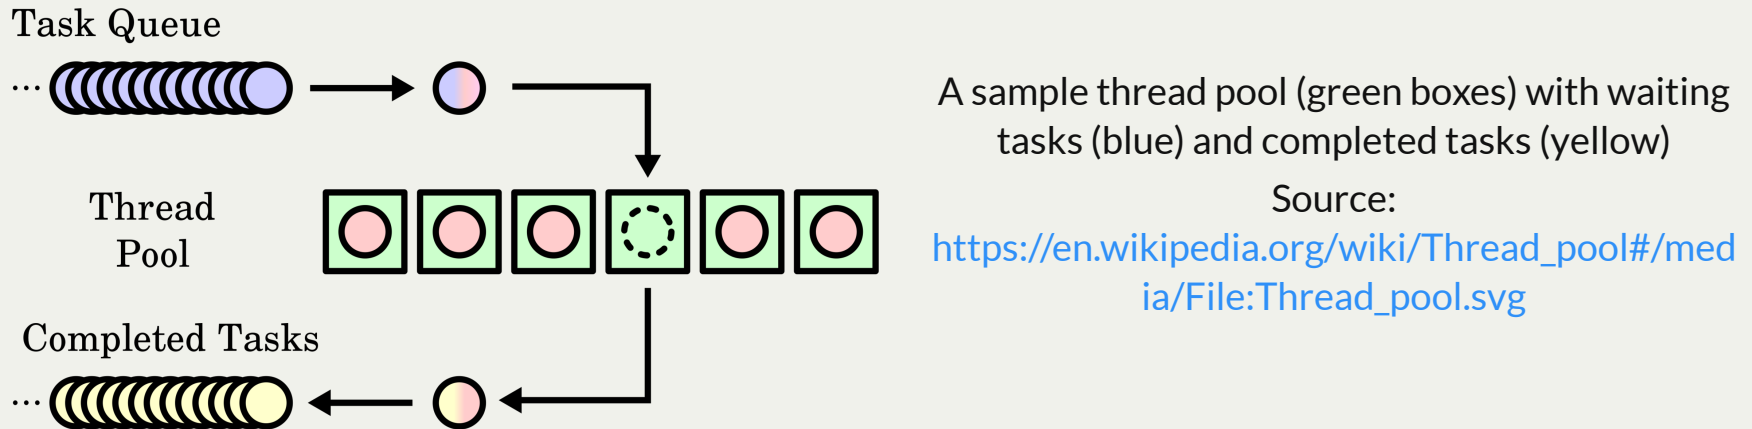 Task Queue
...
Thread
Pool
Completed Tasks
...
A sample thread pool (green boxes) with waiting
tasks (blue) and completed tasks (yellow)
Source:
https://en.wikipedia.org/wiki/Thread_pool#/med
ia/File:Thread_pool.svg